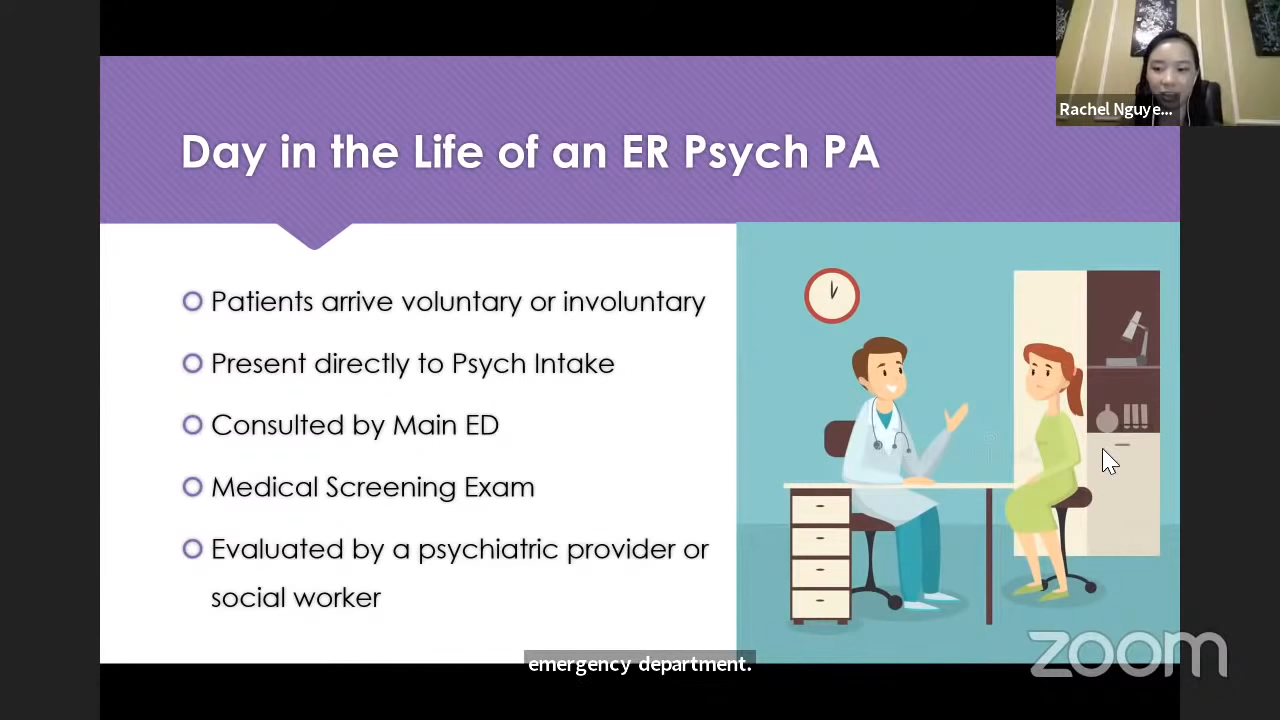 Rachel Nguye...
Day in the Life of an ER Psych PA
Patients arrive voluntary or involuntary
Present directly to Psych Intake
Consulted by Main ED
Medical Screening Exam
Evaluated by a psychiatric provider or
social worker
emergency department.
zoom